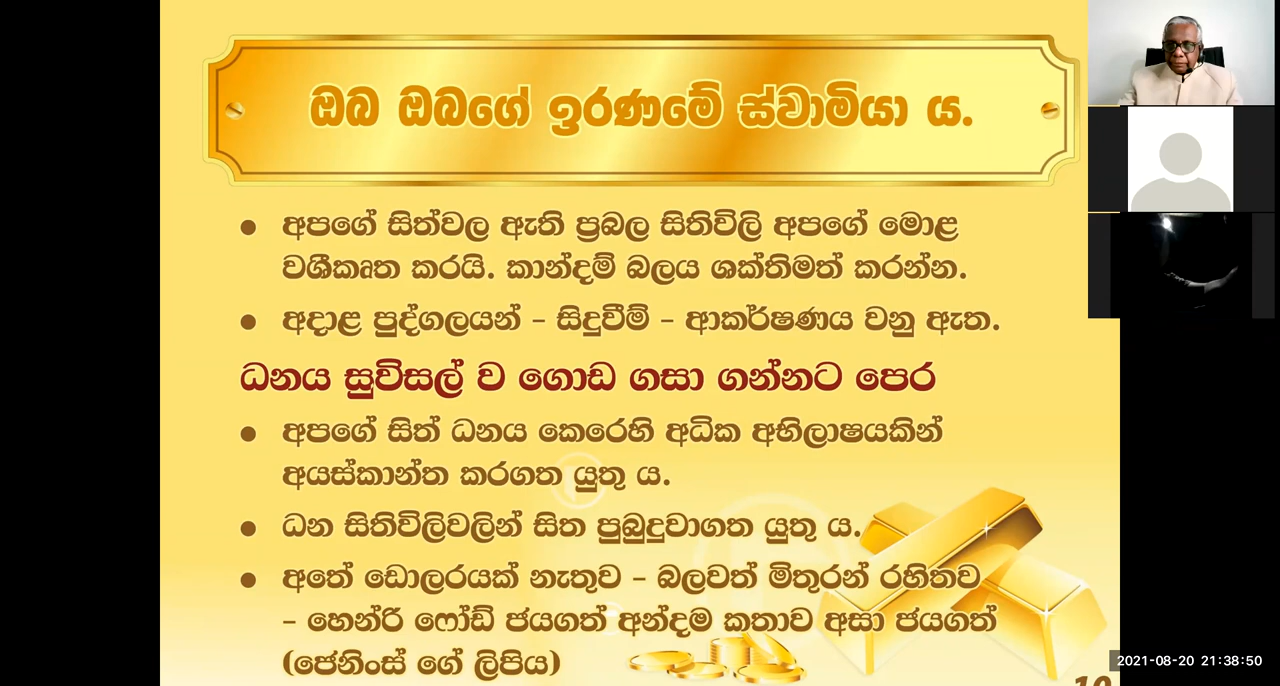 ඔබ ඔබගේ ඉරණමේ ස්වාමියා ය.
• අපගේ සිත්වල ඇති ප්‍රබල සිතිවිලි අපගේ මොළ
වශීකෘත කරයි. කාන්දම් බලය ශක්තිමත් කරන්න.
• අදාළ පුද්ගලයන් – සිදුවීම් – ආකර්ෂණය වනු ඇත.
ධනය සුවිසල් ව ගොඩ ගසා ගන්නට පෙර
• අපගේ සිත් ධනය කෙරෙහි අධික අභිලාෂයකින්
අයස්කාන්ත කරගත යුතු ය.
• ධන සිතිවිලිවලින් සිත පුබුදුවාගත යුතු ය.
• අතේ ඩොලරයක් නැතුව – බලවත් මිතුරන් රහිතව
– හෙන්රි ෆෝඩ් ජයගත් අන්දම කතාව අසා ජයගත්
(ජේනිංස් ගේ ලිපිය)
2021-08-20 21:38:50